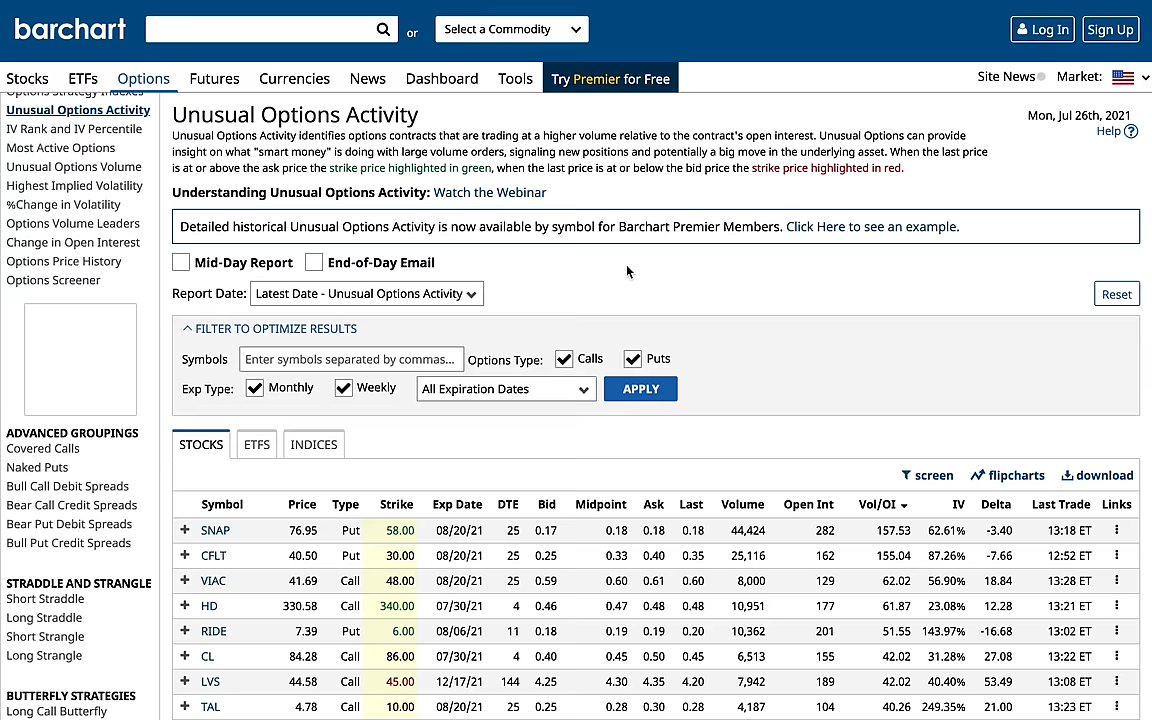 barchart
or
Select a Commodity
Log In
Sign Up
Stocks ETFs Options Futures Currencies News Dashboard Tools Try Premier for Free
Site News Market:
Options Strategy Indexes
Unusual Options Activity
IV Rank and IV Percentile
Most Active Options
Unusual Options Volume
Highest Implied Volatility
%Change in Volatility
Options Volume Leaders
Change in Open Interest
Options Price History
Options Screener
ADVANCED GROUPINGS
Covered Calls
Naked Puts
Bull Call Debit Spreads
Bear Call Credit Spreads
Bear Put Debit Spreads
Bull Put Credit Spreads
STRADDLE AND STRANGLE
Short Straddle
Long Straddle
Short Strangle
Long Strangle
BUTTERFLY STRATEGIES
Long Call Butterfly
Unusual Options Activity
Mon, Jul 26th, 2021
Help ?
Unusual Options Activity identifies options contracts that are trading at a higher volume relative to the contract's open interest. Unusual Options can provide
insight on what "smart money" is doing with large volume orders, signaling new positions and potentially a big move in the underlying asset. When the last price
is at or above the ask price the strike price highlighted in green, when the last price is at or below the bid price the strike price highlighted in red.
Understanding Unusual Options Activity: Watch the Webinar
Detailed historical Unusual Options Activity is now available by symbol for Barchart Premier Members. Click Here to see an example.
Mid-Day Report End-of-Day Email
Report Date: Latest Date - Unusual Options Activity
Reset
FILTER TO OPTIMIZE RESULTS
Symbols Enter symbols separated by commas... Options Type: Calls Puts
Exp Type: Monthly Weekly All Expiration Dates APPLY
STOCKS ETFS INDICES
screen flipcharts download
Symbol Price Type Strike Exp Date DTE Bid Midpoint Ask Last Volume Open Int Vol/OI IV Delta Last Trade Links
SNAP 76.95 Put 58.00 08/20/21 25 0.17 0.18 0.18 0.18 44,424 282 157.53 62.61% -3.40 13:18 ET
CFLT 40.50 Put 30.00 08/20/21 25 0.25 0.33 0.40 0.35 25,116 162 155.04 87.26% -7.66 12:52 ET
VIAC 41.69 Call 48.00 08/20/21 25 0.59 0.60 0.61 0.60 8,000 129 62.02 56.90% 18.84 13:28 ET
HD 330.58 Call 340.00 07/30/21 4 0.46 0.47 0.48 0.48 10,951 177 61.87 23.08% 12.28 13:21 ET
RIDE 7.39 Put 6.00 08/06/21 11 0.18 0.19 0.19 0.20 10,362 201 51.55 143.97% -16.68 13:02 ET
CL 84.28 Call 86.00 07/30/21 4 0.40 0.45 0.50 0.45 6,513 155 42.02 31.28% 27.08 13:22 ET
LVS 44.58 Call 45.00 12/17/21 144 4.25 4.30 4.35 4.20 7,942 189 42.02 40.40% 53.49 13:08 ET
TAL 4.78 Call 10.00 08/20/21 25 0.25 0.28 0.30 0.28 4,187 104 40.26 249.35% 21.00 13:23 ET